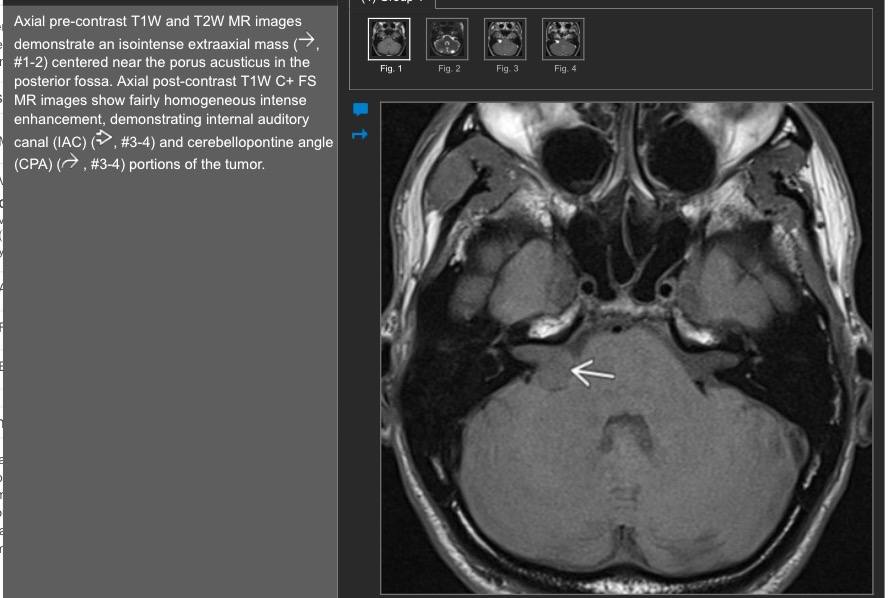 Axial pre-contrast T1W and T2W MR images
demonstrate an isointense extraaxial mass (→,
#1-2) centered near the porus acusticus in the
posterior fossa. Axial post-contrast T1W C+ FS
MR images show fairly homogeneous intense
enhancement, demonstrating internal auditory
canal (IAC) (⇨, #3-4) and cerebellopontine angle
(CPA) (↷, #3-4) portions of the tumor.
Fig. 1 Fig. 2 Fig. 3 Fig. 4